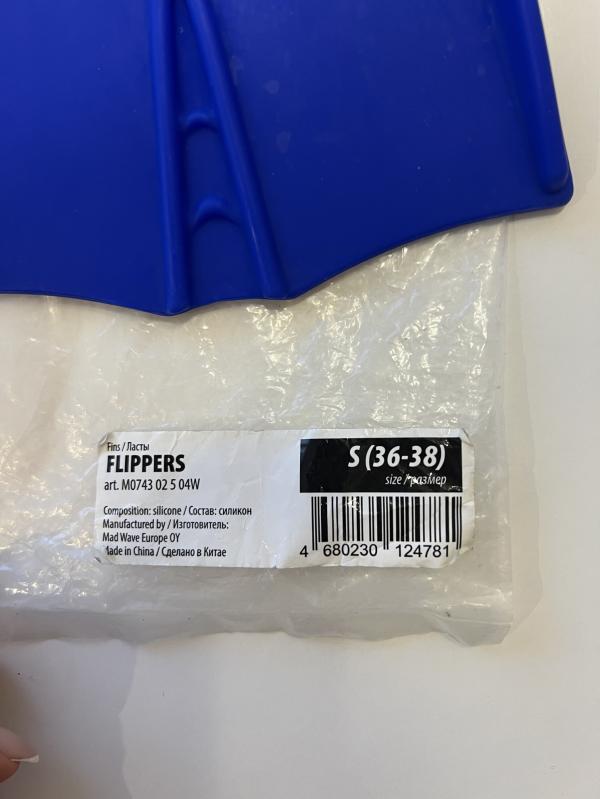 Fins / Ласты
FLIPPERS
art. M0743 02 5 04W
Composition: silicone / Состав: силикон
Manufactured by / Изготовитель:
Mad Wave Europe OY
Made in China / Сделано в Китае
S (36-38)
size / размер
4 680230 124781